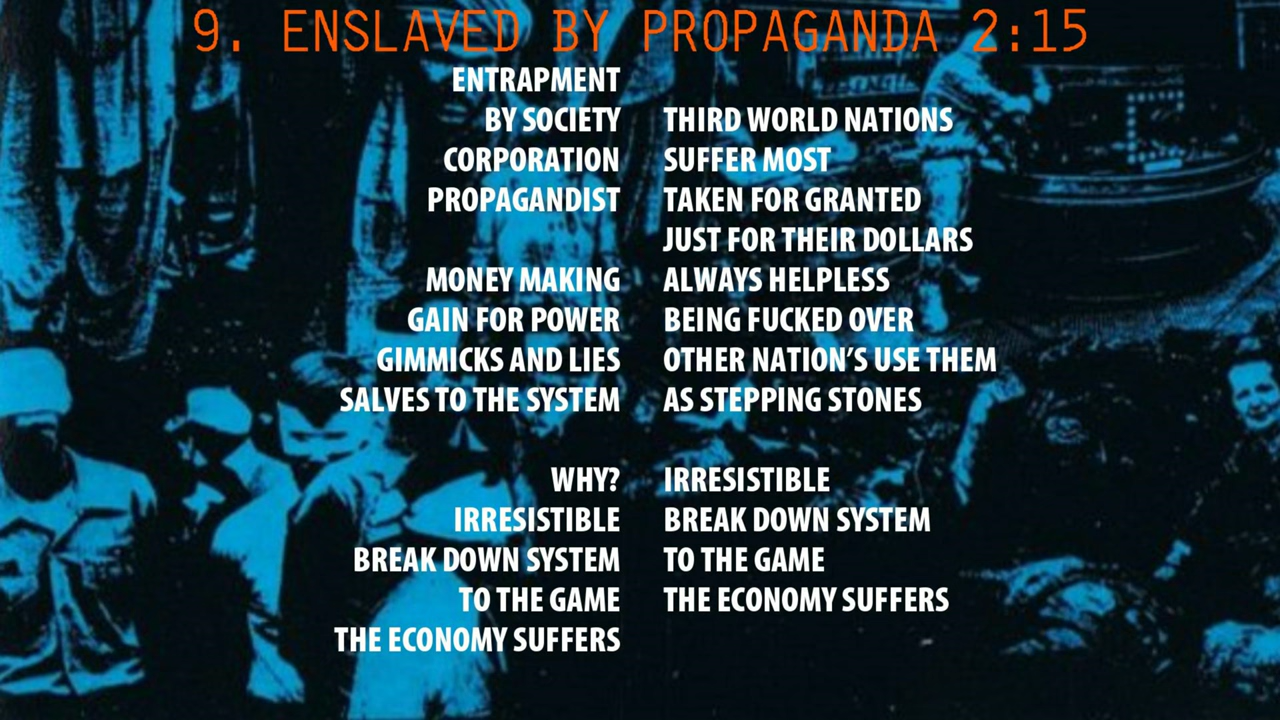 9. ENSLAVED BY PROPAGANDA 2:15
ENTRAPMENT
BY SOCIETY
CORPORATION
PROPAGANDIST
MONEY MAKING
GAIN FOR POWER
GIMMICKS AND LIES
SALVES TO THE SYSTEM
WHY?
IRRESISTIBLE
BREAK DOWN SYSTEM
TO THE GAME
THE ECONOMY SUFFERS
THIRD WORLD NATIONS
SUFFER MOST
TAKEN FOR GRANTED
JUST FOR THEIR DOLLARS
ALWAYS HELPLESS
BEING FUCKED OVER
OTHER NATION’S USE THEM
AS STEPPING STONES
IRRESISTIBLE
BREAK DOWN SYSTEM
TO THE GAME
THE ECONOMY SUFFERS